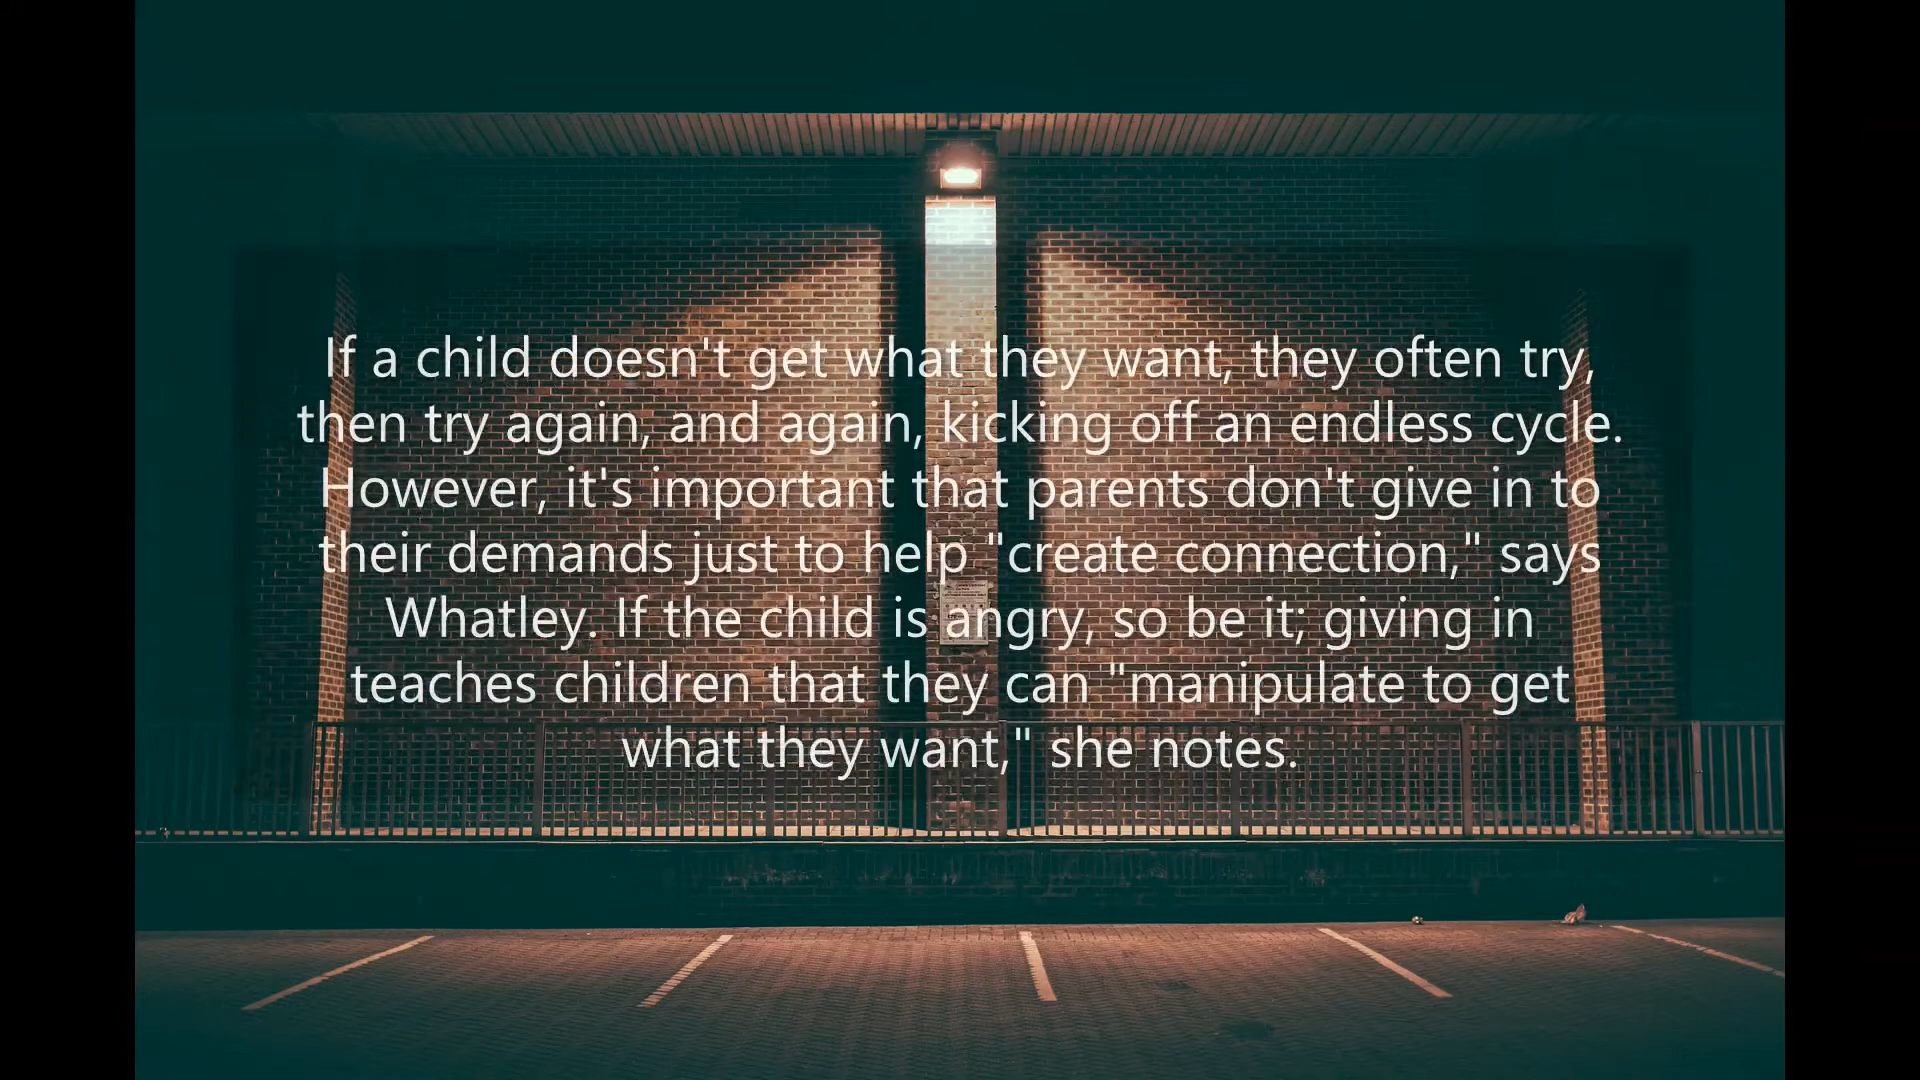 If a child doesn't get what they want, they often try,
then try again, and again, kicking off an endless cycle.
However, it's important that parents don't give in to
their demands just to help "create connection," says
Whatley. If the child is angry, so be it; giving in
teaches children that they can "manipulate to get
what they want," she notes.